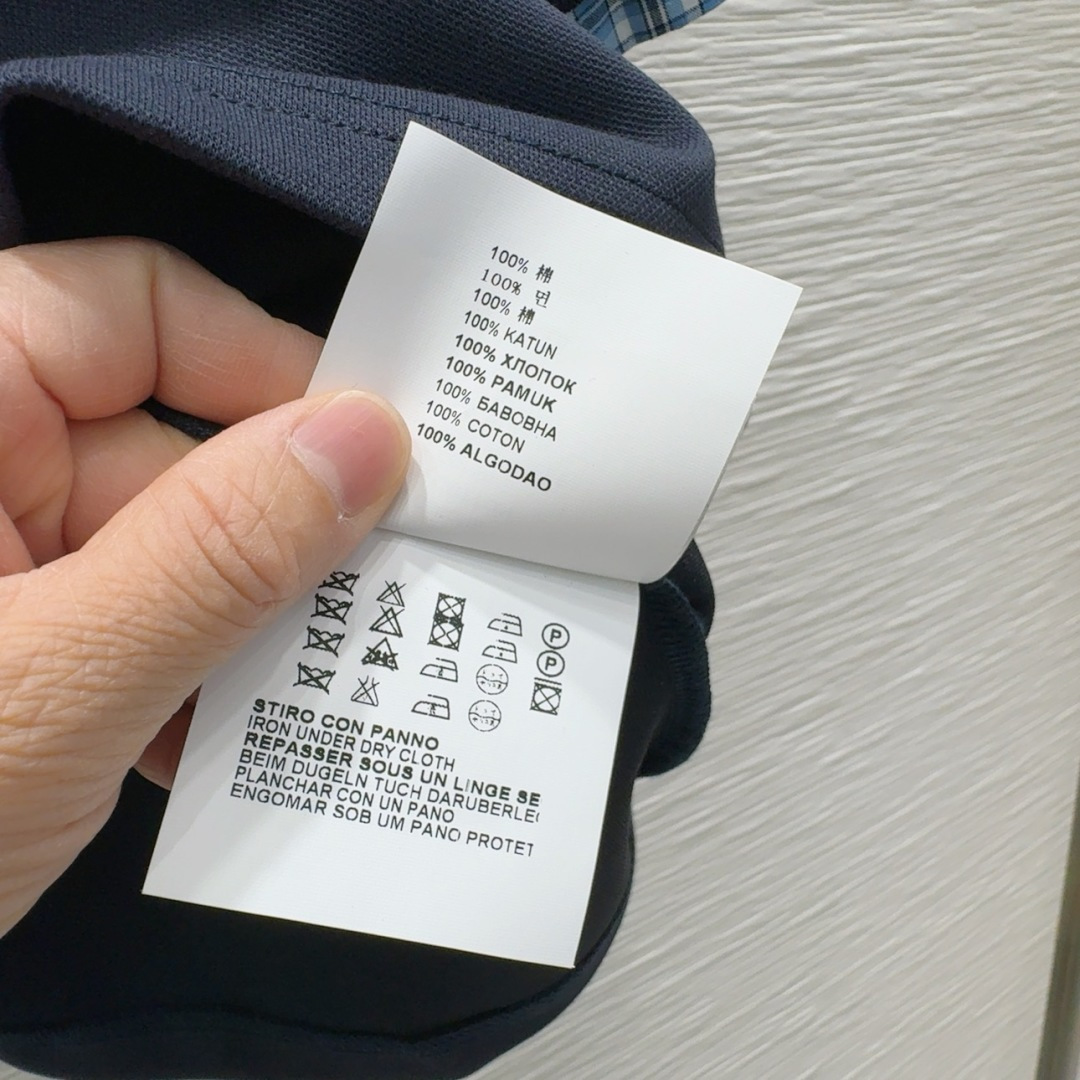 100% 棉
100% 면
100% 棉
100% KATUN
100% ХЛОПОК
100% PAMUK
100% БАВОВНА
100% COTON
100% ALGODAO
P
P
STIRO CON PANNO
IRON UNDER DRY CLOTH
REPASSER SOUS UN LINGE SE
BEIM DUGELN TUCH DARUBERLE
PLANCHAR CON UN PANO
ENGOMAR SOB UM PANO PROTET